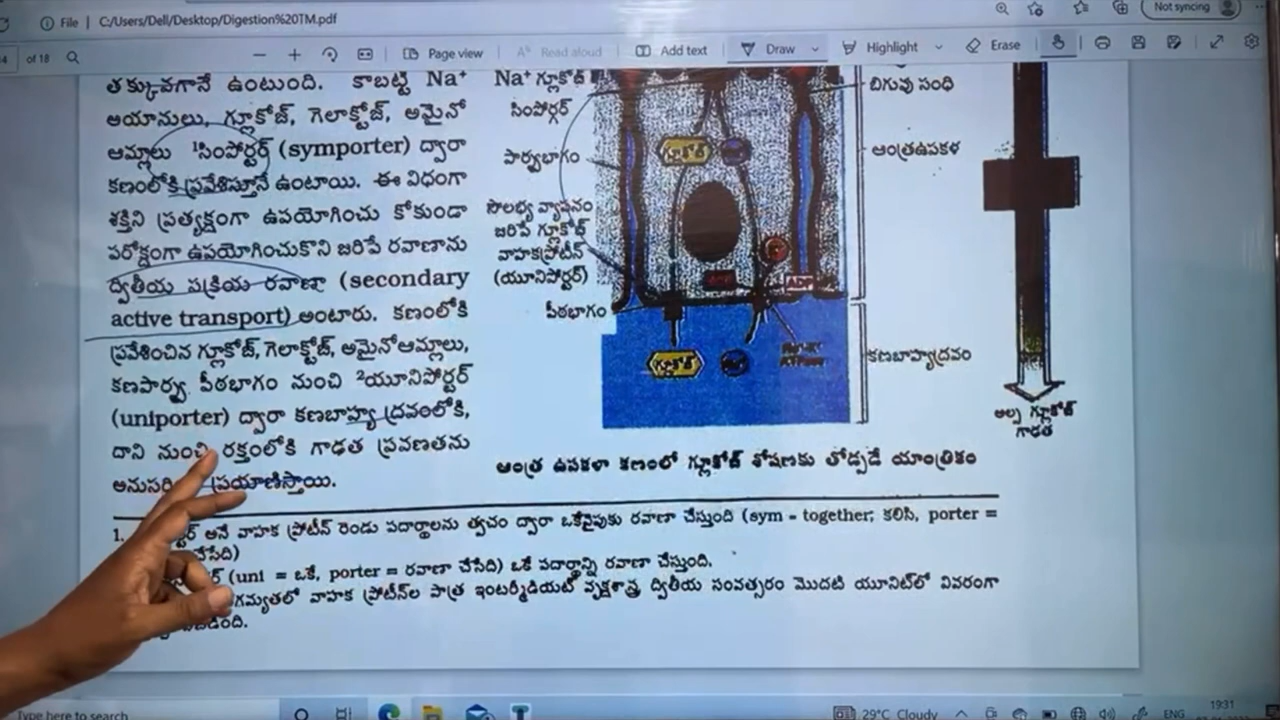 File | C:/Users/Dell/Desktop/Digestion%20TM.pdf
Not syncing
of 18
Page view
Read aloud
Add text
Draw
Highlight
Erase
తక్కువగానే ఉంటుంది. కాబట్టి Na+
అయానులు, గ్లూకోజ్, గెలాక్టోజ్, అమైనో
ఆమ్లాలు 1సింపోర్టర్ (symporter) ద్వారా
కణంలోకి ప్రవేశిస్తూనే ఉంటాయి. ఈ విధంగా
శక్తిని ప్రత్యక్షంగా ఉపయోగించు కోకుండా
పరోక్షంగా ఉపయోగించుకొని జరిపే రవాణాను
ద్వితీయ సక్రియ రవాణా (secondary
active transport) అంటారు. కణంలోకి
ప్రవేశించిన గ్లూకోజ్, గెలాక్టోజ్, అమైనోఆమ్లాలు,
కణపార్శ్వ పీఠభాగం నుంచి 2యూనిపోర్టర్
(uniporter) ద్వారా కణబాహ్య ద్రవంలోకి,
దాని నుంచి రక్తంలోకి గాఢత ప్రవణతను
ప్రయాణిస్తాయి.
Na+ గ్లూకోజ్
సింపోర్టర్
పార్శ్వభాగం
సౌలభ్య వ్యాపనం
జరిపే గ్లూకోజ్
వాహకప్రోటీన్
(యూనిపోర్టర్)
పీఠభాగం
గ్లూకోజ్
ADP
గ్లూకోజ్
బిగువు సంధి
ఆంత్రఉపకళ
కణబాహ్యద్రవం
అల్ప గ్లూకోజ్
గాఢత
ఆంత్ర ఉపకళా కణంలో గ్లూకోజ్ శోషణకు తోడ్పడే యాంత్రికం
1. అనే వాహక ప్రోటీన్ రెండు పదార్థాలను త్వచం ద్వారా ఒకేవైపుకు రవాణా చేస్తుంది (sym - together; కలిసి, porter =
చేసేది)
(uni = ఒకే, porter = రవాణా చేసేది) ఒకే పదార్థాన్ని రవాణా చేస్తుంది.
వాహక ప్రోటీన్‌ల పాత్ర ఇంటర్మీడియట్ వృక్షశాస్త్ర ద్వితీయ సంవత్సరం మొదటి యూనిట్‌లో వివరంగా
Type here to search
29°C Cloudy
ENG
19:31